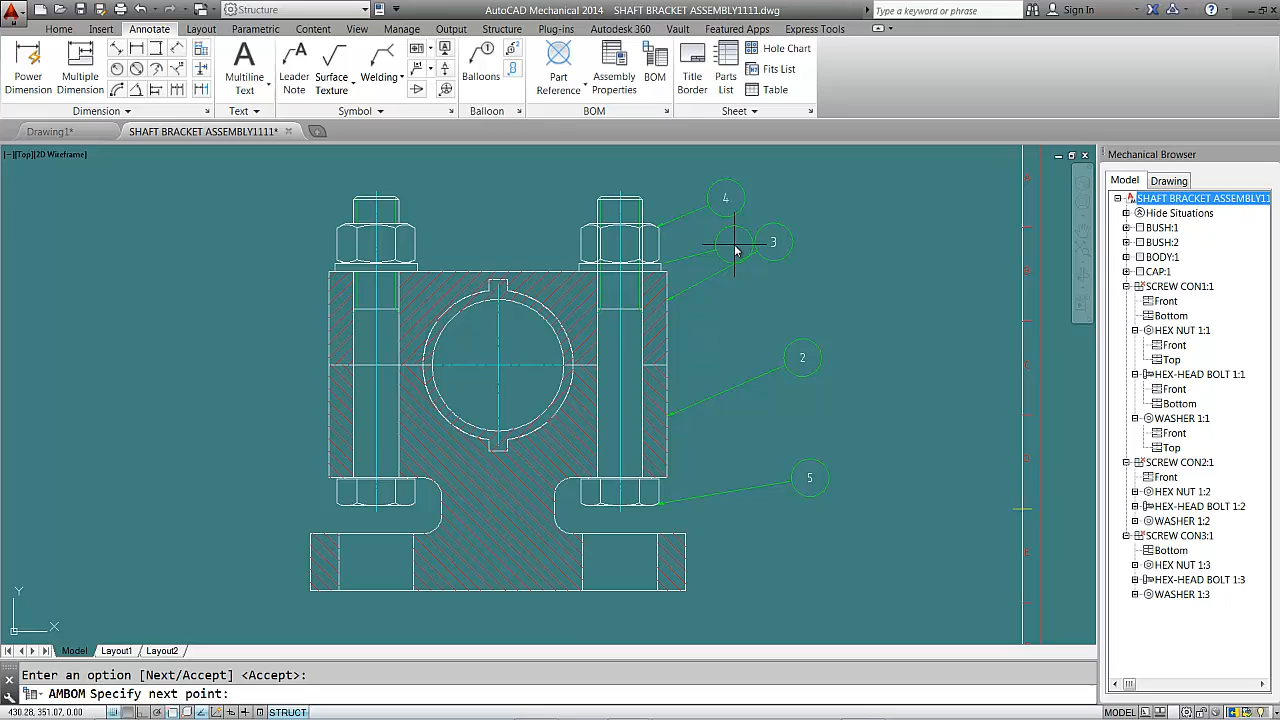 Structure
AutoCAD Mechanical 2014 SHAFT BRACKET ASSEMBLY1111.dwg
Type a keyword or phrase
Sign In
Home Insert Annotate Layout Parametric Content View Manage Output Structure Plug-ins Autodesk 360 Vault Featured Apps Express Tools
Power Dimension
Multiple Dimension
Multiline Text
Leader Note
Surface Texture
Welding
Balloons
Part Reference
Assembly Properties
BOM
Title Border
Parts List
Hole Chart
Fits List
Table
Dimension Text Symbol Balloon BOM Sheet
Drawing1*
SHAFT BRACKET ASSEMBLY1111*
[−][Top][2D Wireframe]
4
3
2
5
Y
X
Mechanical Browser
Model Drawing
SHAFT BRACKET ASSEMBLY11
Hide Situations
BUSH:1
BUSH:2
BODY:1
CAP:1
SCREW CON1:1
Front
Bottom
HEX NUT 1:1
Front
Top
HEX-HEAD BOLT 1:1
Front
Bottom
WASHER 1:1
Front
Top
SCREW CON2:1
Front
HEX NUT 1:2
HEX-HEAD BOLT 1:2
WASHER 1:2
SCREW CON3:1
Bottom
HEX NUT 1:3
HEX-HEAD BOLT 1:3
WASHER 1:3
Model Layout1 Layout2
Enter an option [Next/Accept] <Accept>:
AMBOM Specify next point:
430.28, 351.07, 0.00
STRUCT
MODEL